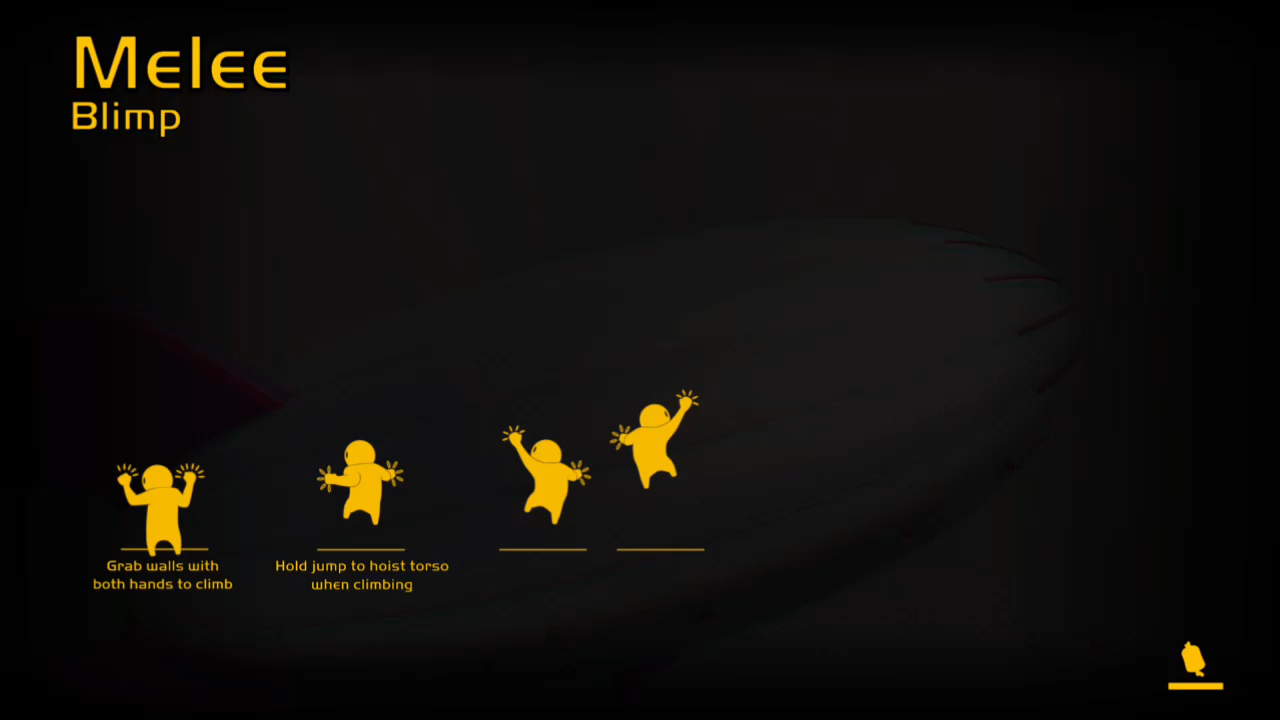 Melee
Blimp
Grab walls with
both hands to climb
Hold jump to hoist torso
when climbing